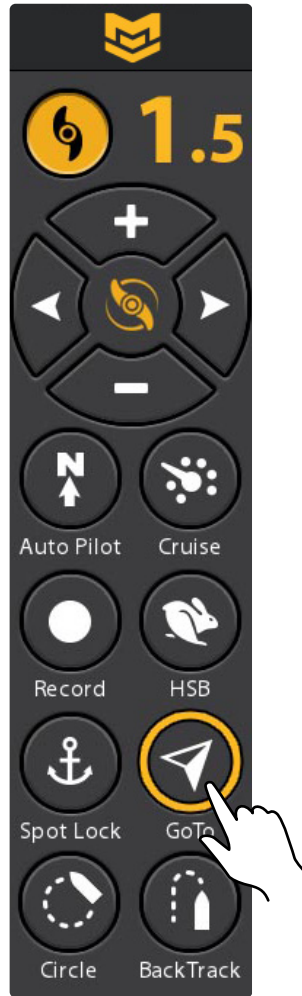 1.5
N
Auto Pilot Cruise
Record HSB
Spot Lock GoTo
Circle BackTrack